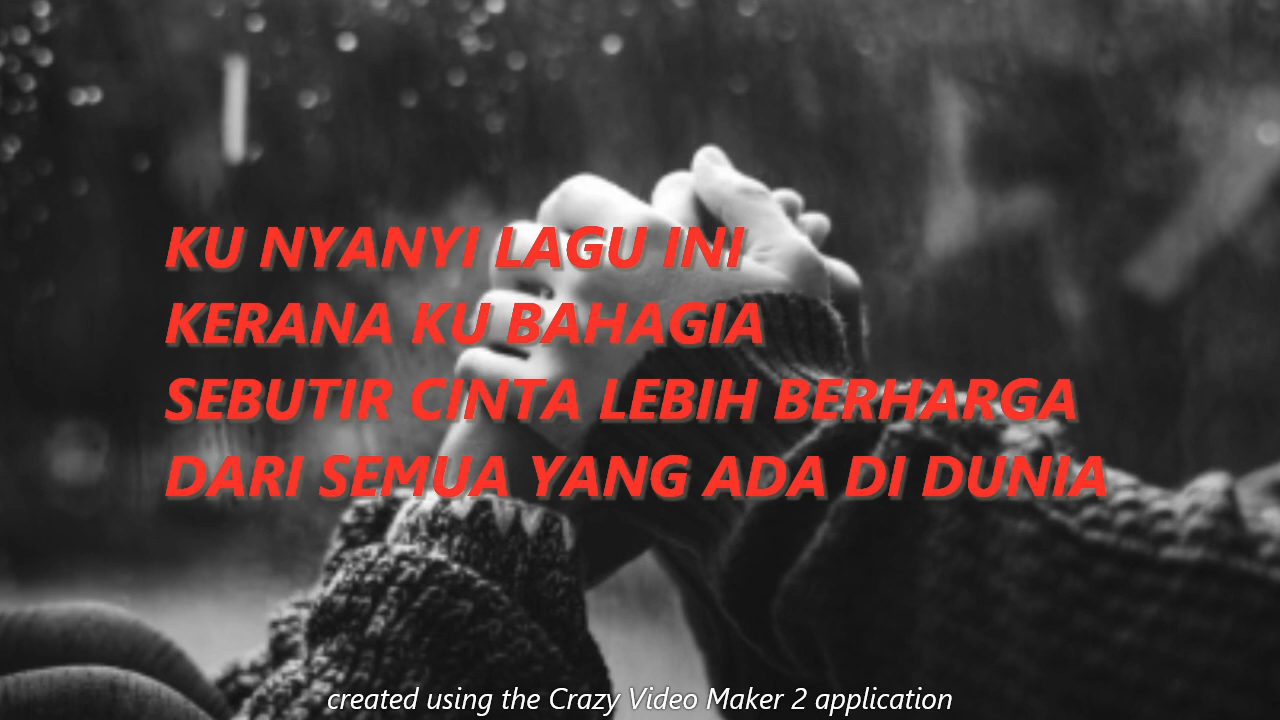 KU NYANYI LAGU INI
KERANA KU BAHAGIA
SEBUTIR CINTA LEBIH BERHARGA
DARI SEMUA YANG ADA DI DUNIA
created using the Crazy Video Maker 2 application